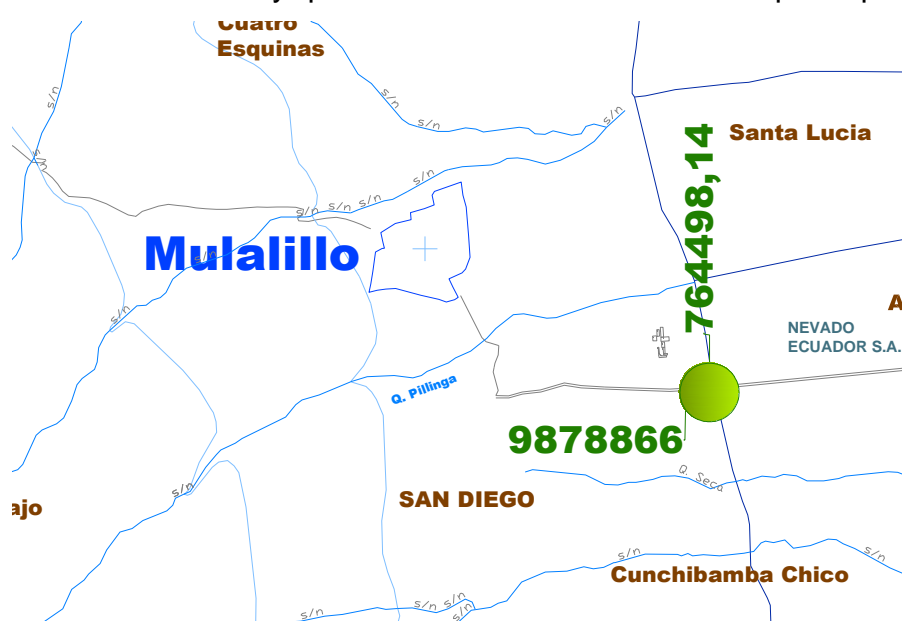 Cuatro
Esquinas
s/n
s/n
s/n
Santa Lucia
764498,14
s/n
s/n
s/n
s/n
s/n
Mulalillo
s/n
s/n
NEVADO
ECUADOR S.A.
Q. Pillinga
9878866
Q. Seca
s/n
SAN DIEGO
ajo
s/n
s/n
Cunchibamba Chico
s/n
s/n
s/n
s/n